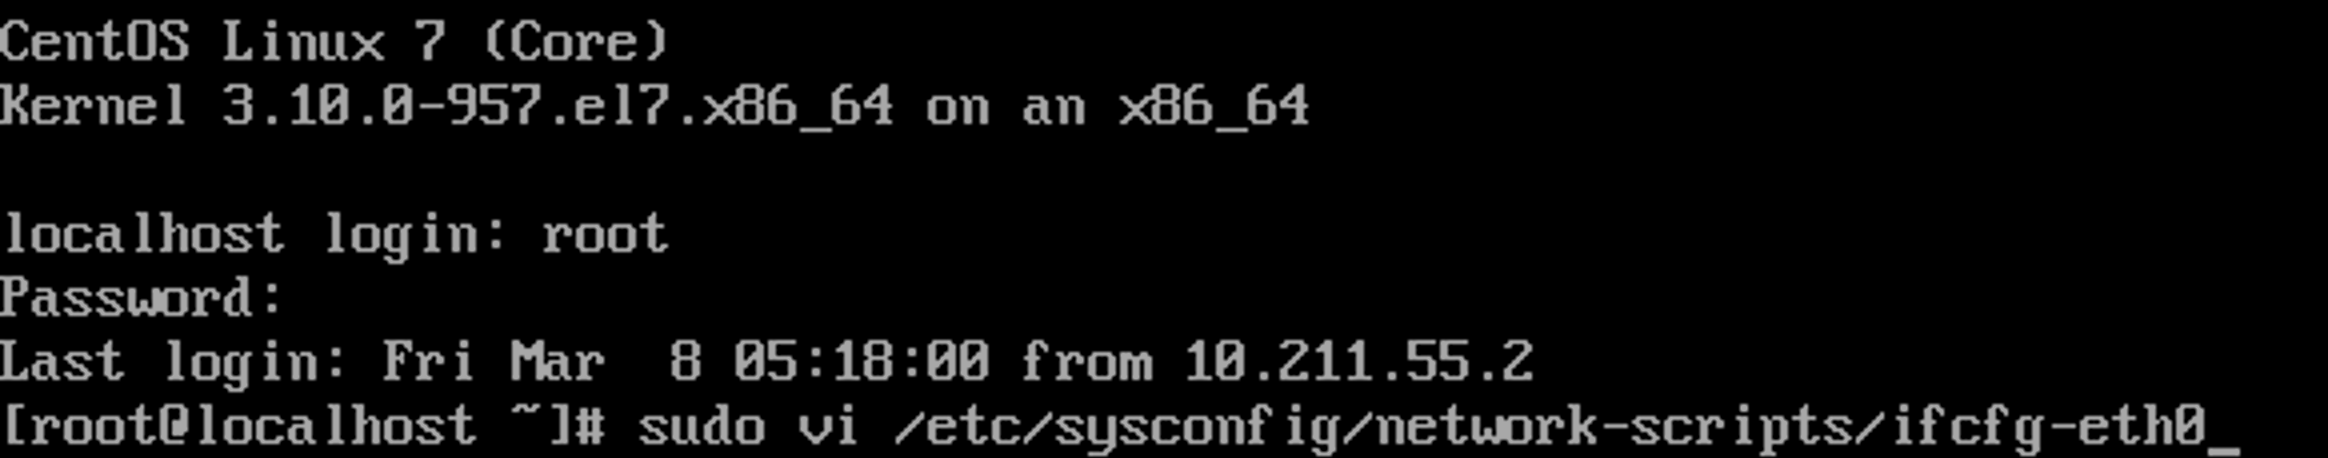 CentOS Linux 7 (Core)
Kernel 3.10.0-957.el7.x86_64 on an x86_64
localhost login: root
Password:
Last login: Fri Mar  8 05:18:00 from 10.211.55.2
[root@localhost ~]# sudo vi /etc/sysconfig/network-scripts/ifcfg-eth0_